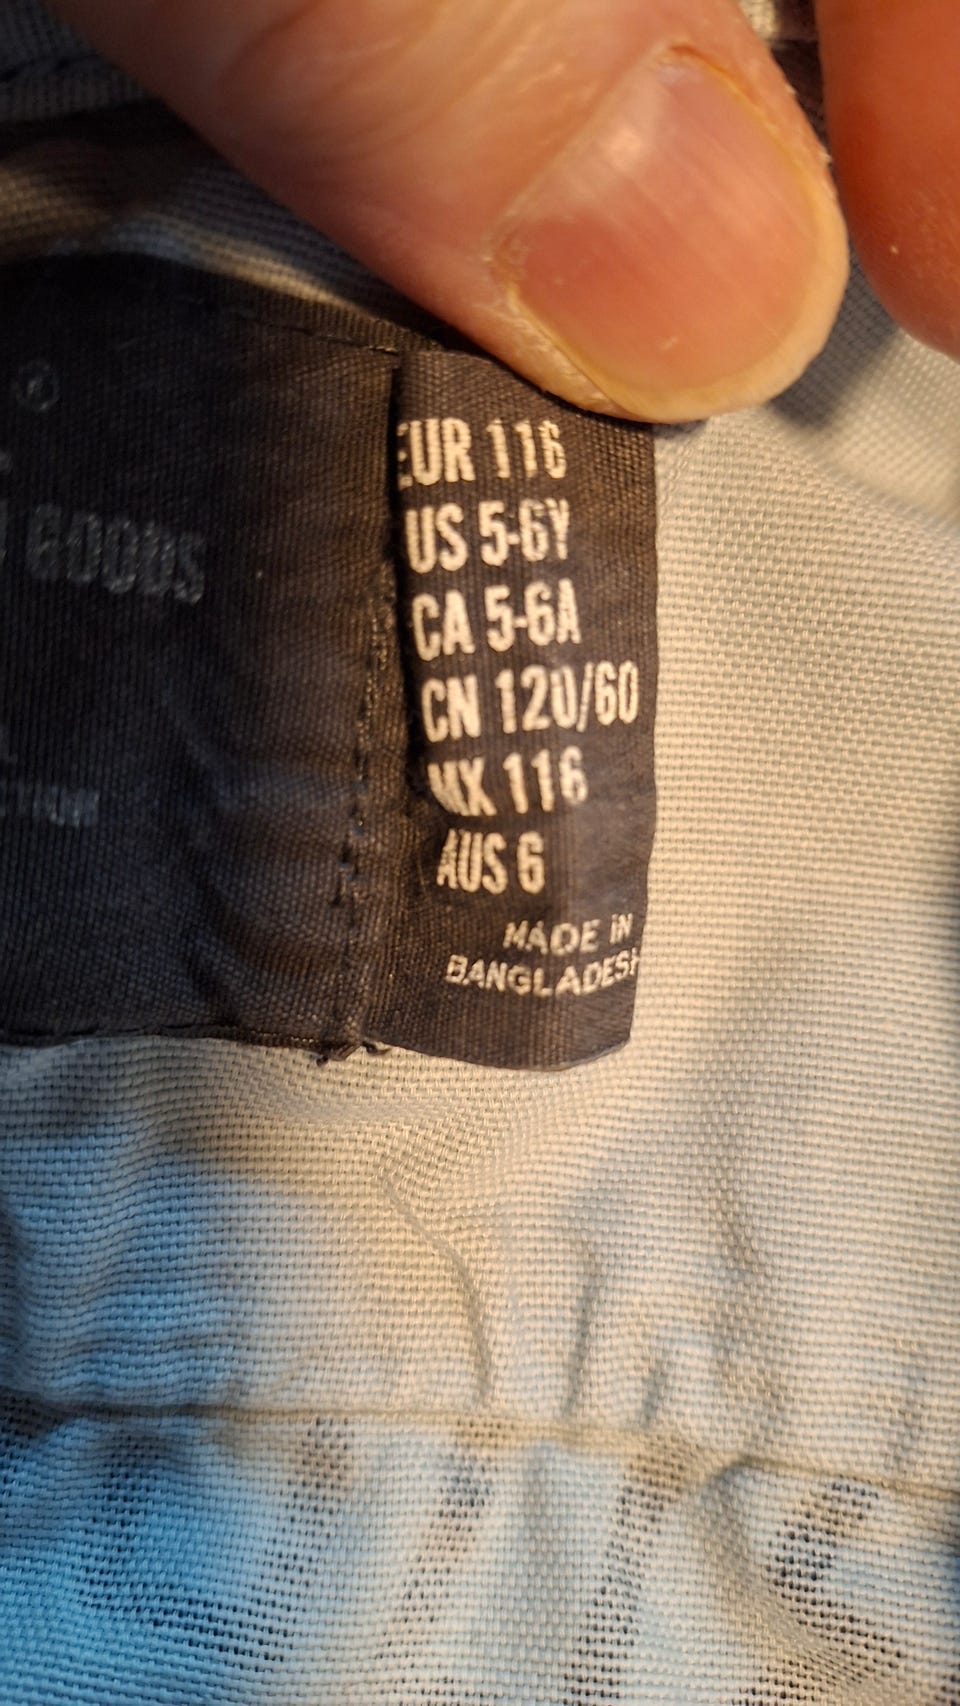 ®
GOODS
EUR 116
US 5-6Y
CA 5-6A
CN 120/60
MX 116
AUS 6
MADE IN
BANGLADESH